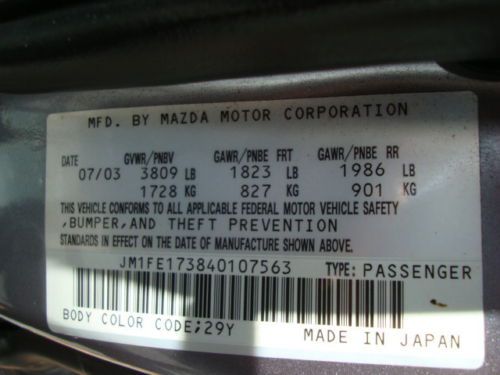 MFD. BY MAZDA MOTOR CORPORATION
DATE GVWR/PNBV GAWR/PNBE FRT GAWR/PNBE RR
07/03 3809 LB 1823 LB 1986 LB
1728 KG 827 KG 901 KG
THIS VEHICLE CONFORMS TO ALL APPLICABLE FEDERAL MOTOR VEHICLE SAFETY
,BUMPER,AND THEFT PREVENTION
STANDARDS IN EFFECT ON THE DATE OF MANUFACTURE SHOWN ABOVE.
JM1FE173840107563 TYPE: PASSENGER
BODY COLOR CODE;29Y MADE IN JAPAN